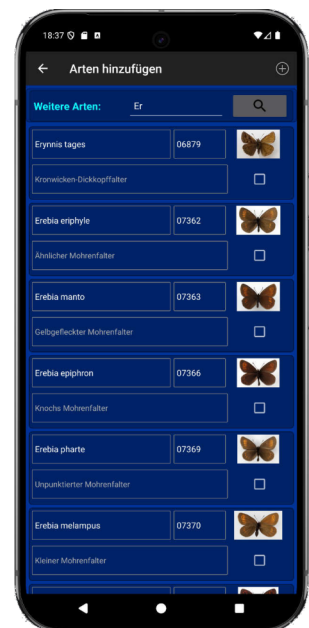 18:37
Arten hinzufügen
Weitere Arten: Er
Erynnis tages 06879
Kronwicken-Dickkopffalter
Erebia eriphyle 07362
Ähnlicher Mohrenfalter
Erebia manto 07363
Gelbgefleckter Mohrenfalter
Erebia epiphron 07366
Knochs Mohrenfalter
Erebia pharte 07369
Unpunktierter Mohrenfalter
Erebia melampus 07370
Kleiner Mohrenfalter